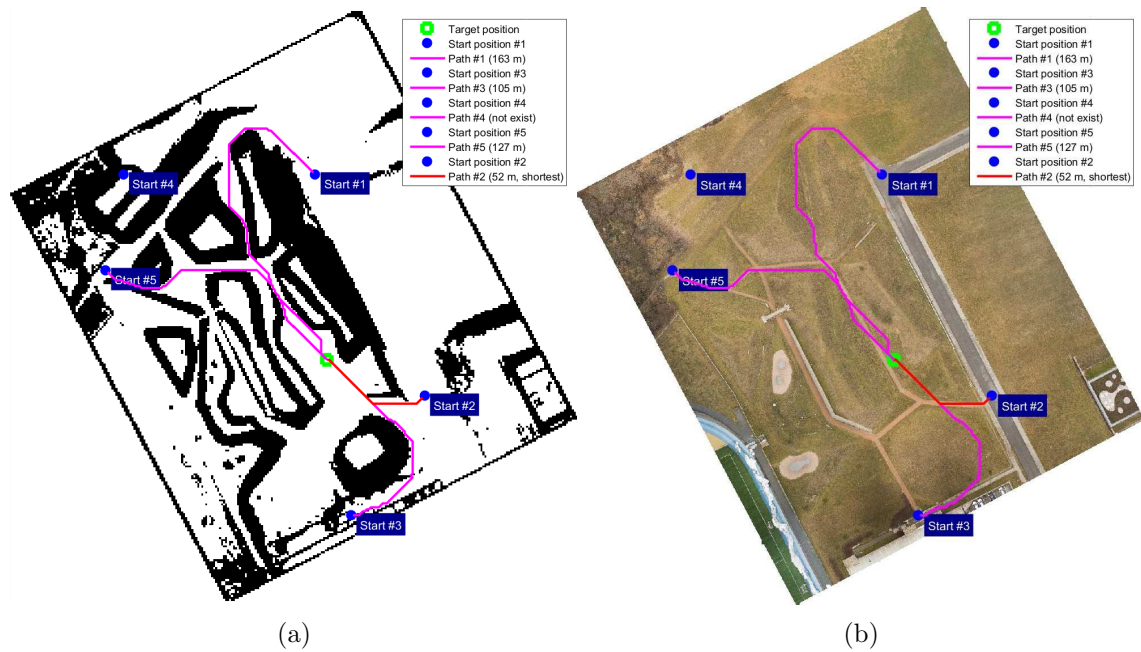 Target position
Start position #1
Path #1 (163 m)
Start position #3
Path #3 (105 m)
Start position #4
Path #4 (not exist)
Start position #5
Path #5 (127 m)
Start position #2
Path #2 (52 m, shortest)
Start #4
Start #1
Start #5
Start #2
Start #3
(a)
Target position
Start position #1
Path #1 (163 m)
Start position #3
Path #3 (105 m)
Start position #4
Path #4 (not exist)
Start position #5
Path #5 (127 m)
Start position #2
Path #2 (52 m, shortest)
Start #4
Start #1
Start #5
Start #2
Start #3
(b)